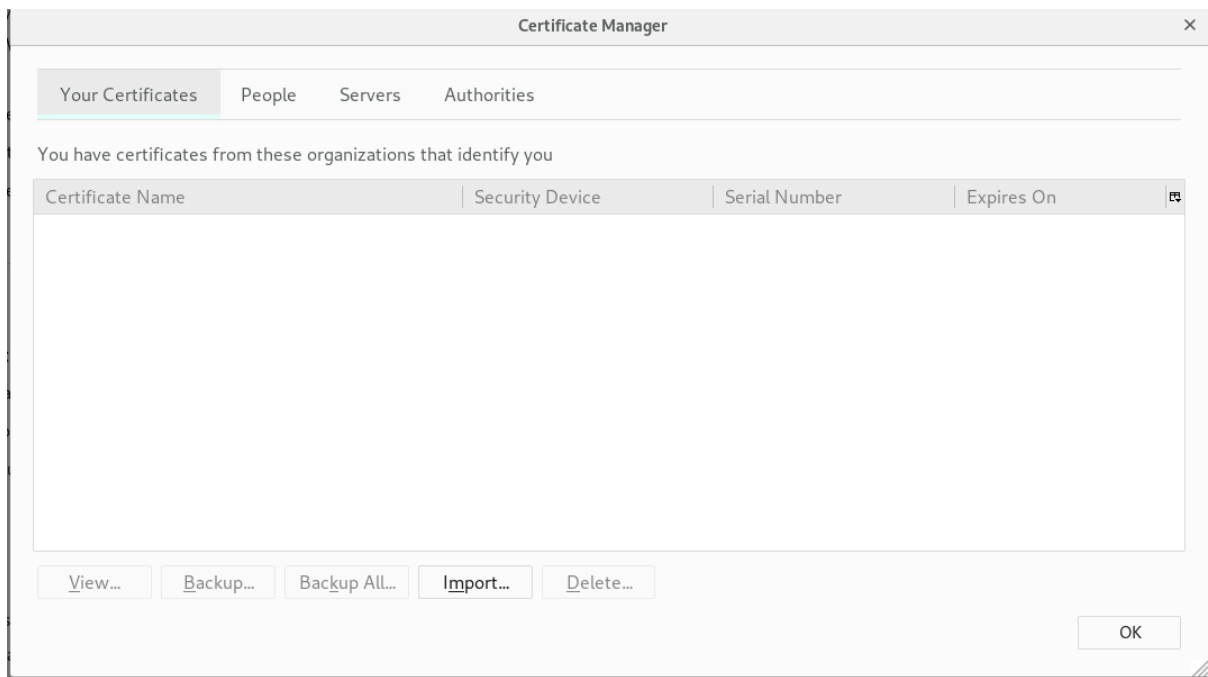 Certificate Manager
Your Certificates People Servers Authorities
You have certificates from these organizations that identify you
Certificate Name Security Device Serial Number Expires On
View... Backup... Backup All... Import... Delete...
OK